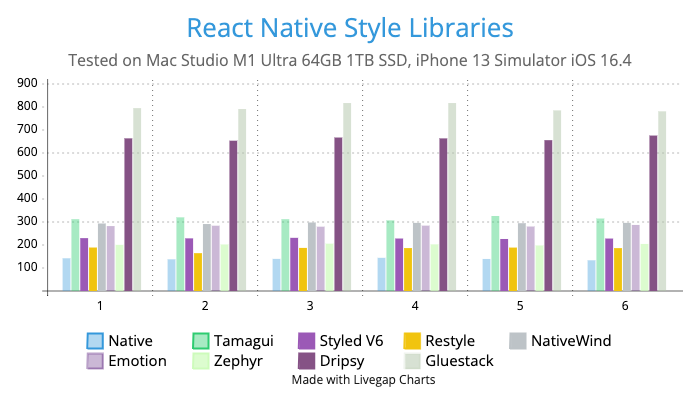 React Native Style Libraries
Tested on Mac Studio M1 Ultra 64GB 1TB SSD, iPhone 13 Simulator iOS 16.4
900
800
700
600
500
400
300
200
100
1 2 3 4 5 6
Native Tamagui Styled V6 Restyle NativeWind
Emotion Zephyr Dripsy Gluestack
Made with Livegap Charts